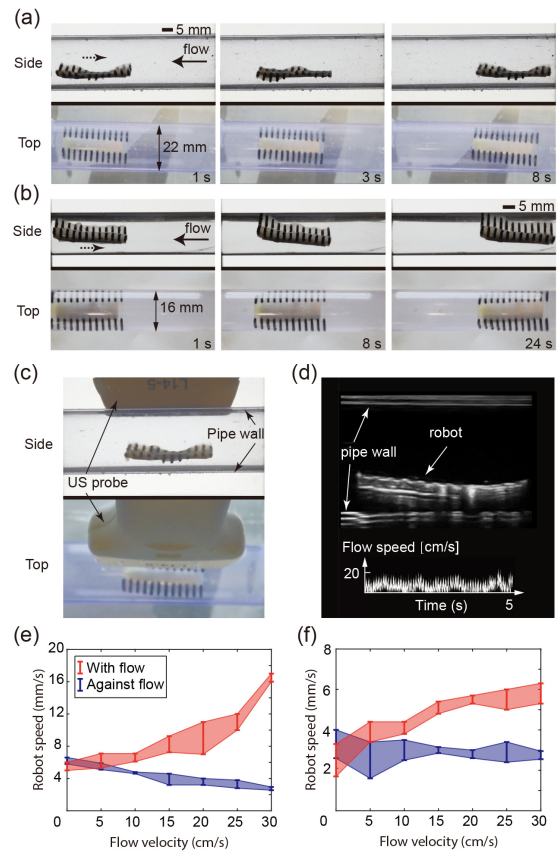 (a)
5 mm
Side
flow
Top
22 mm
1 s
3 s
8 s
(b)
5 mm
Side
flow
Top
16 mm
1 s
8 s
24 s
(c)
L14-5
Side
Pipe wall
US probe
Top
(d)
robot
pipe wall
Flow speed [cm/s]
20
Time (s)
5
(e)
20
16
12
8
4
Robot speed (mm/s)
With flow
Against flow
0 5 10 15 20 25 30
Flow velocity (cm/s)
(f)
8
6
4
2
Robot speed (mm/s)
0 5 10 15 20 25 30
Flow velocity (cm/s)